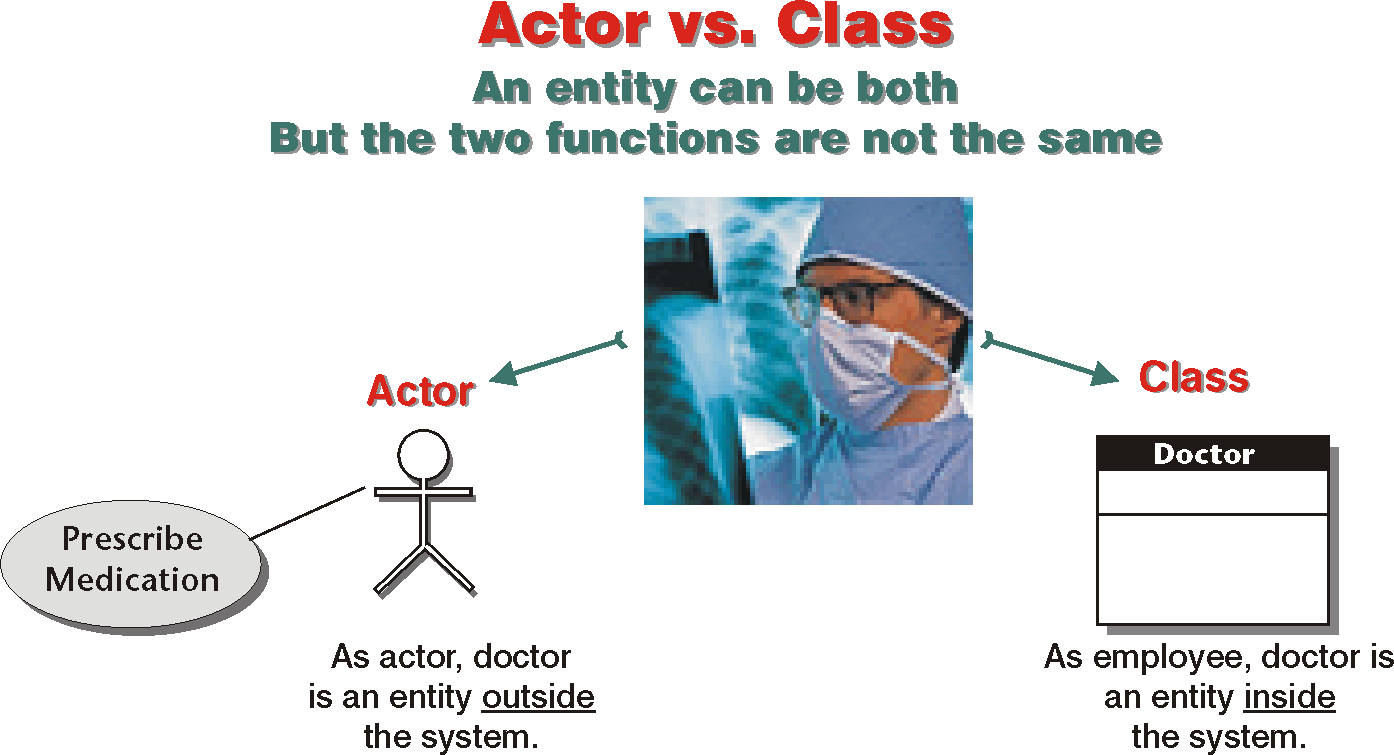 Actor vs. Class
An entity can be both
But the two functions are not the same
Actor
Prescribe
Medication
As actor, doctor
is an entity outside
the system.
Class
Doctor
As employee, doctor is
an entity inside
the system.